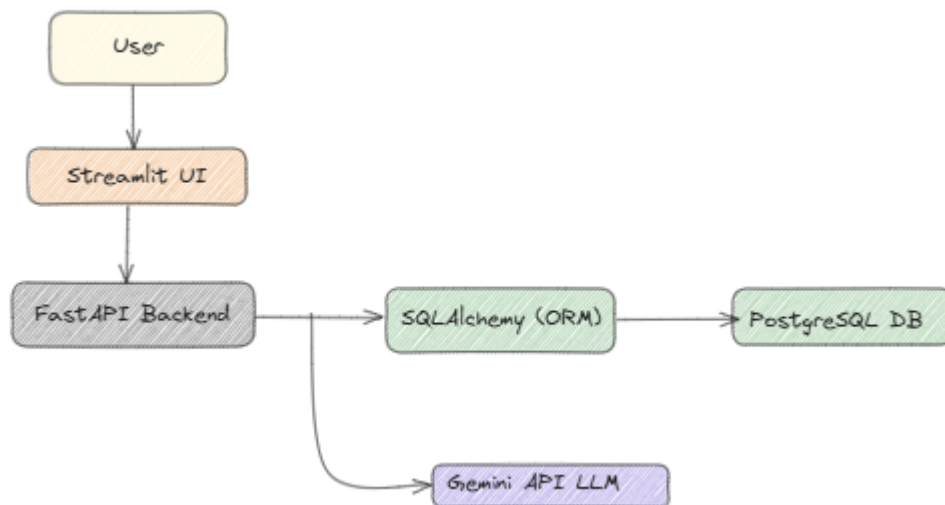 User
Streamlit UI
FastAPI Backend
SQLAlchemy (ORM)
PostgreSQL DB
Gemini API LLM